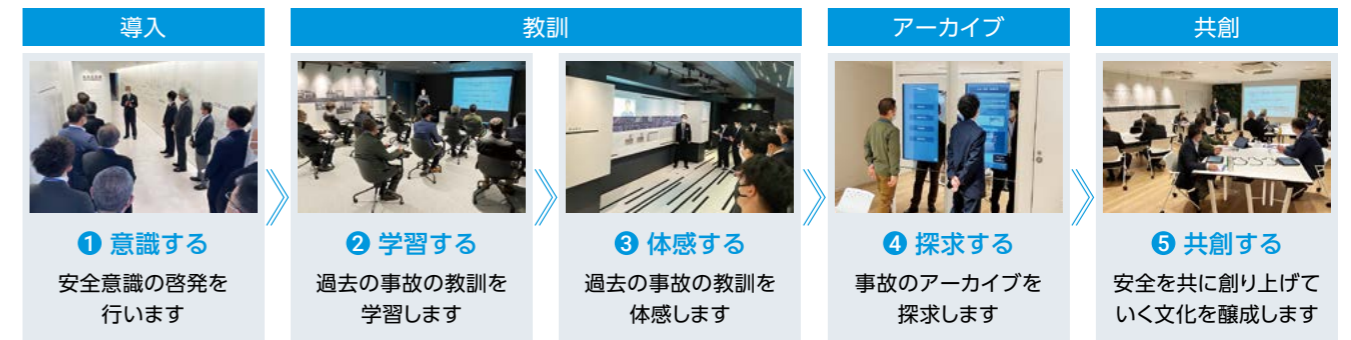 導入
教訓
アーカイブ
共創
❶ 意識する
安全意識の啓発を
行います
❷ 学習する
過去の事故の教訓を
学習します
❸ 体感する
過去の事故の教訓を
体感します
❹ 探求する
事故のアーカイブを
探求します
❺ 共創する
安全を共に創り上げて
いく文化を醸成します